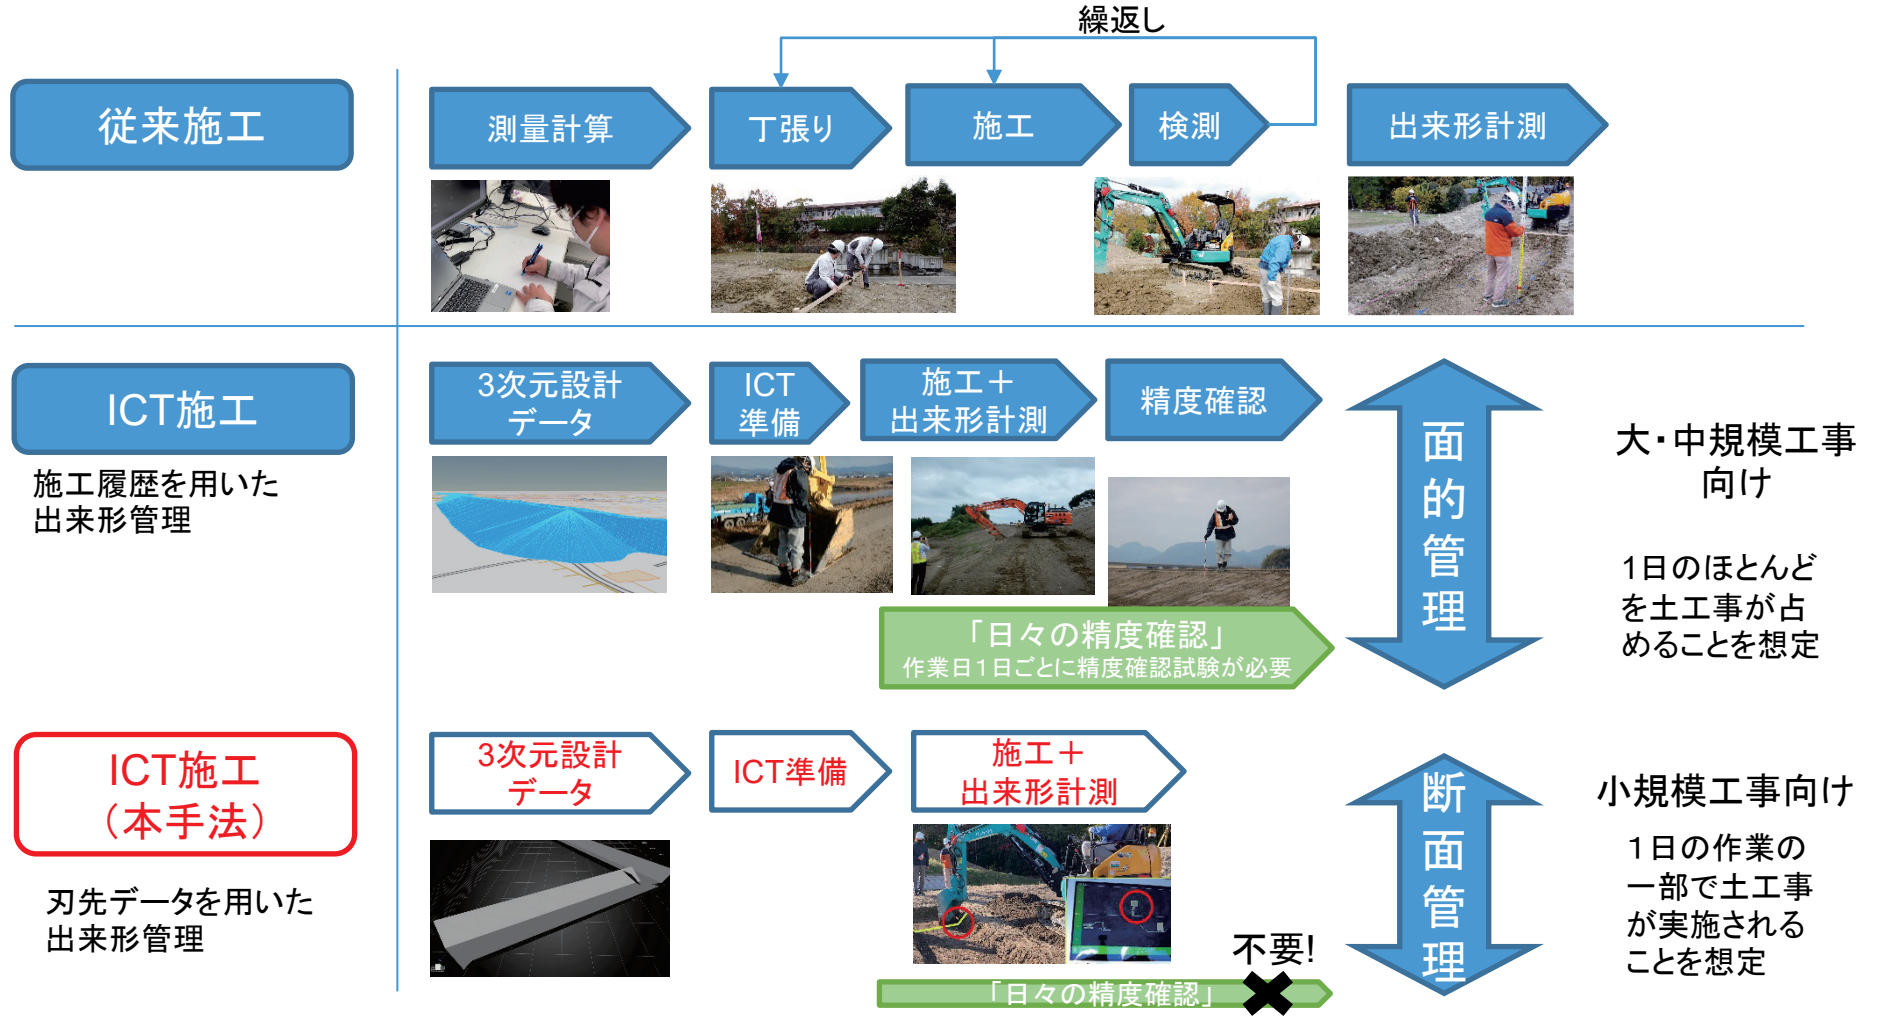 繰返し
従来施工
測量計算
丁張り
施工
検測
出来形計測
ICT施工
施工履歴を用いた
出来形管理
3次元設計
データ
ICT
準備
施工＋
出来形計測
精度確認
「日々の精度確認」
作業日１日ごとに精度確認試験が必要
面的管理
大・中規模工事
向け
1日のほとんど
を土工事が占
めることを想定
ICT施工
（本手法）
刃先データを用いた
出来形管理
3次元設計
データ
ICT準備
施工＋
出来形計測
不要!
「日々の精度確認」
断面管理
小規模工事向け
１日の作業の
一部で土工事
が実施される
ことを想定